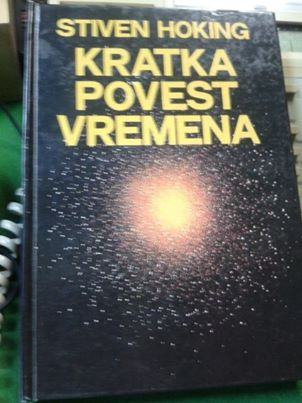 STIVEN HOKING
KRATKA
POVEST
VREMENA